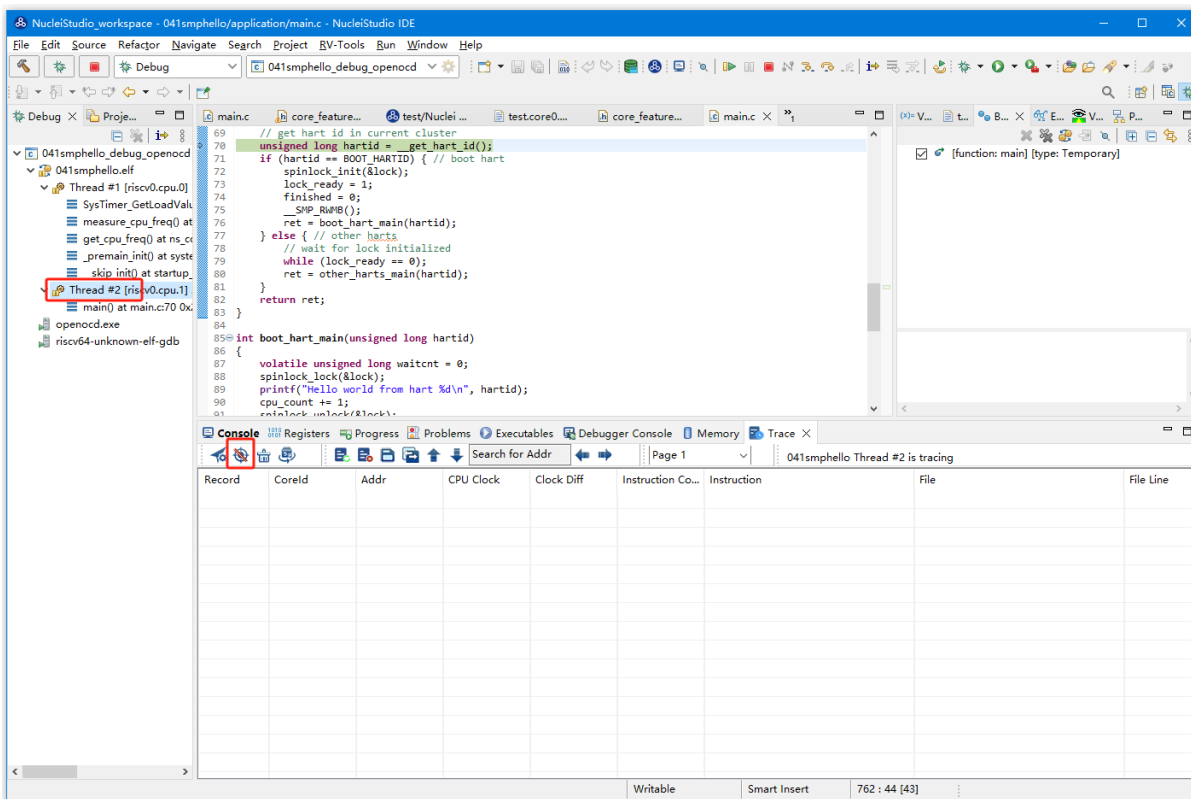 NucleiStudio_workspace - 041smphello/application/main.c - NucleiStudio IDE
File Edit Source Refactor Navigate Search Project RV-Tools Run Window Help
Debug
041smphello_debug_openocd
Debug
Proje...
041smphello_debug_openocd
041smphello.elf
Thread #1 [riscv0.cpu.0]
SysTimer_GetLoadValu
measure_cpu_freq() at
get_cpu_freq() at ns_co
_premain_init() at syste
_skip_init() at startup_
Thread #2 [riscv0.cpu.1]
main() at main.c:70 0x
openocd.exe
riscv64-unknown-elf-gdb
main.c
core_feature...
test/Nuclei ...
test.core0....
core_feature...
main.c
»1
69 // get hart id in current cluster
70 unsigned long hartid = __get_hart_id();
71 if (hartid == BOOT_HARTID) { // boot hart
72 spinlock_init(&lock);
73 lock_ready = 1;
74 finished = 0;
75 __SMP_RWMB();
76 ret = boot_hart_main(hartid);
77 } else { // other harts
78 // wait for lock initialized
79 while (lock_ready == 0);
80 ret = other_harts_main(hartid);
81 }
82 return ret;
83 }
84
85 int boot_hart_main(unsigned long hartid)
86 {
87 volatile unsigned long waitcnt = 0;
88 spinlock_lock(&lock);
89 printf("Hello world from hart %d\n", hartid);
90 cpu_count += 1;
91 spinlock_unlock(&lock);
(x)= V...
t...
B...
E...
V...
P...
[function: main] [type: Temporary]
Console
Registers
Progress
Problems
Executables
Debugger Console
Memory
Trace
Search for Addr
Page 1
041smphello Thread #2 is tracing
Record CoreId Addr CPU Clock Clock Diff Instruction Co... Instruction File File Line
Writable
Smart Insert
762 : 44 [43]